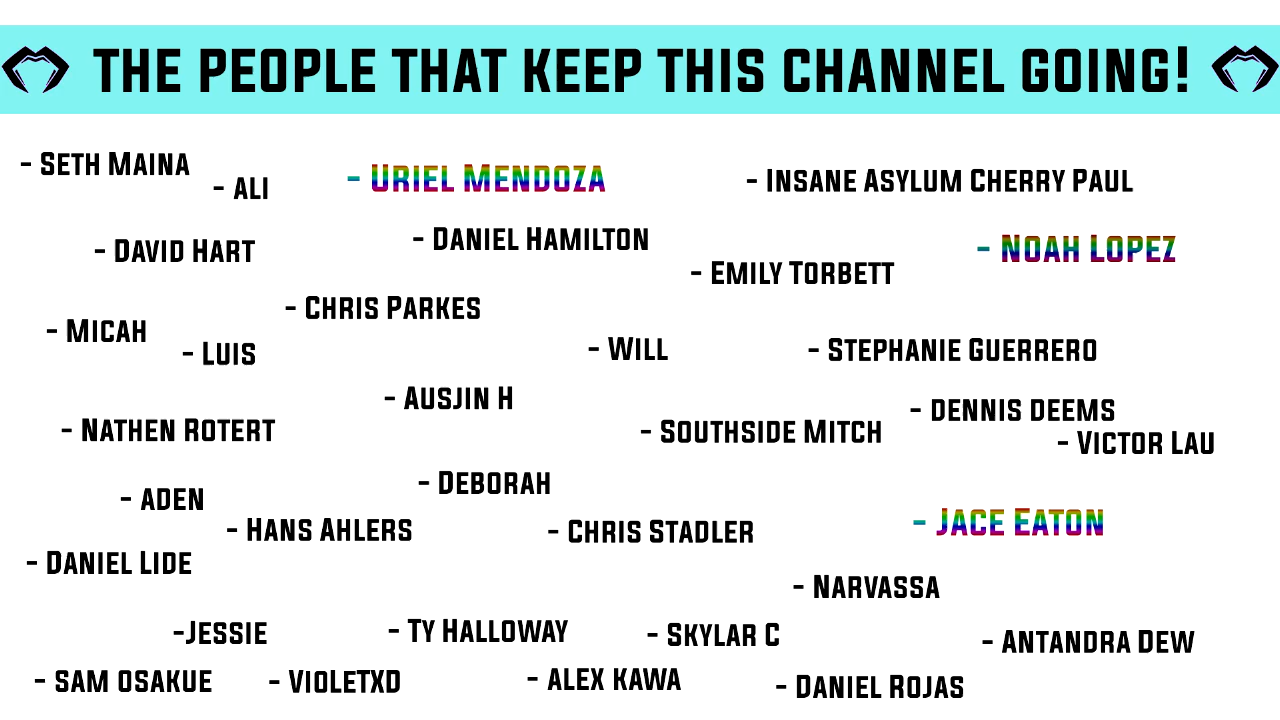 THE PEOPLE THAT KEEP THIS CHANNEL GOING!
- SETH MAINA
- ALI
- URIEL MENDOZA
- INSANE ASYLUM CHERRY PAUL
- DAVID HART
- DANIEL HAMILTON
- EMILY TORBETT
- NOAH LOPEZ
- CHRIS PARKES
- MICAH
- LUIS
- WILL
- STEPHANIE GUERRERO
- AUSJIN H
- DENNIS DEEMS
- NATHEN ROTERT
- SOUTHSIDE MITCH
- VICTOR LAU
- DEBORAH
- ADEN
- HANS AHLERS
- CHRIS STADLER
- JACE EATON
- DANIEL LIDE
- NARVASSA
-JESSIE
- TY HALLOWAY
- SKYLAR C
- ANTANDRA DEW
- SAM OSAKUE
- VIOLETXD
- ALEX KAWA
- DANIEL ROJAS